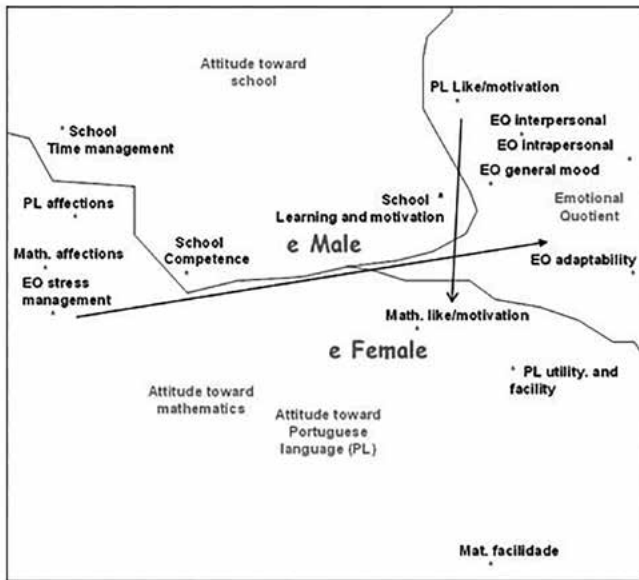 Attitude toward
school
PL Like/motivation
EO interpersonal
School
Time management
EO intrapersonal
EO general mood
PL affections
School
Learning and motivation
Emotional
Quotient
e Male
School
Competence
Math. affections
EO stress
management
EO adaptability
Math. like/motivation
e Female
PL utility. and
facility
Attitude toward
mathematics
Attitude toward
Portuguese
language (PL)
Mat. facilidade